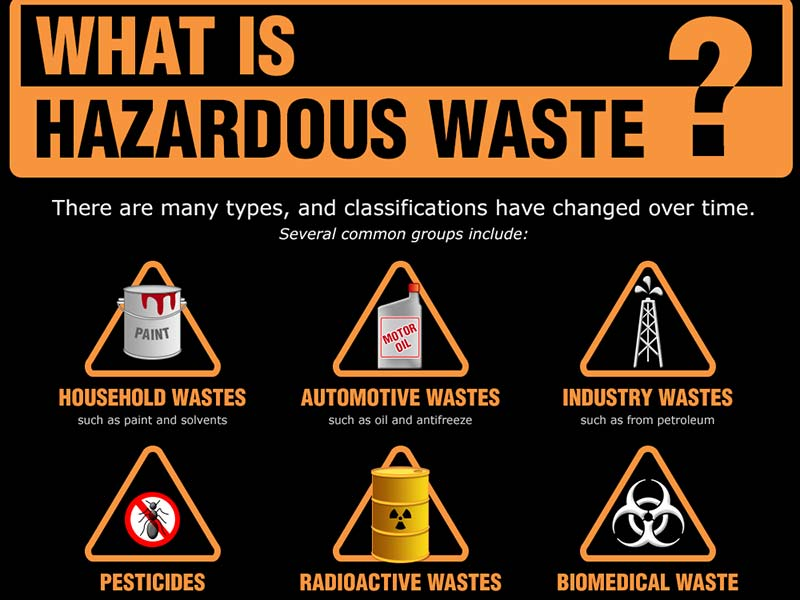 WHAT IS
HAZARDOUS WASTE ?
There are many types, and classifications have changed over time.
Several common groups include:
PAINT
MOTOR
OIL
HOUSEHOLD WASTES
AUTOMOTIVE WASTES
INDUSTRY WASTES
such as paint and solvents
such as oil and antifreeze
such as from petroleum
PESTICIDES
RADIOACTIVE WASTES
BIOMEDICAL WASTE